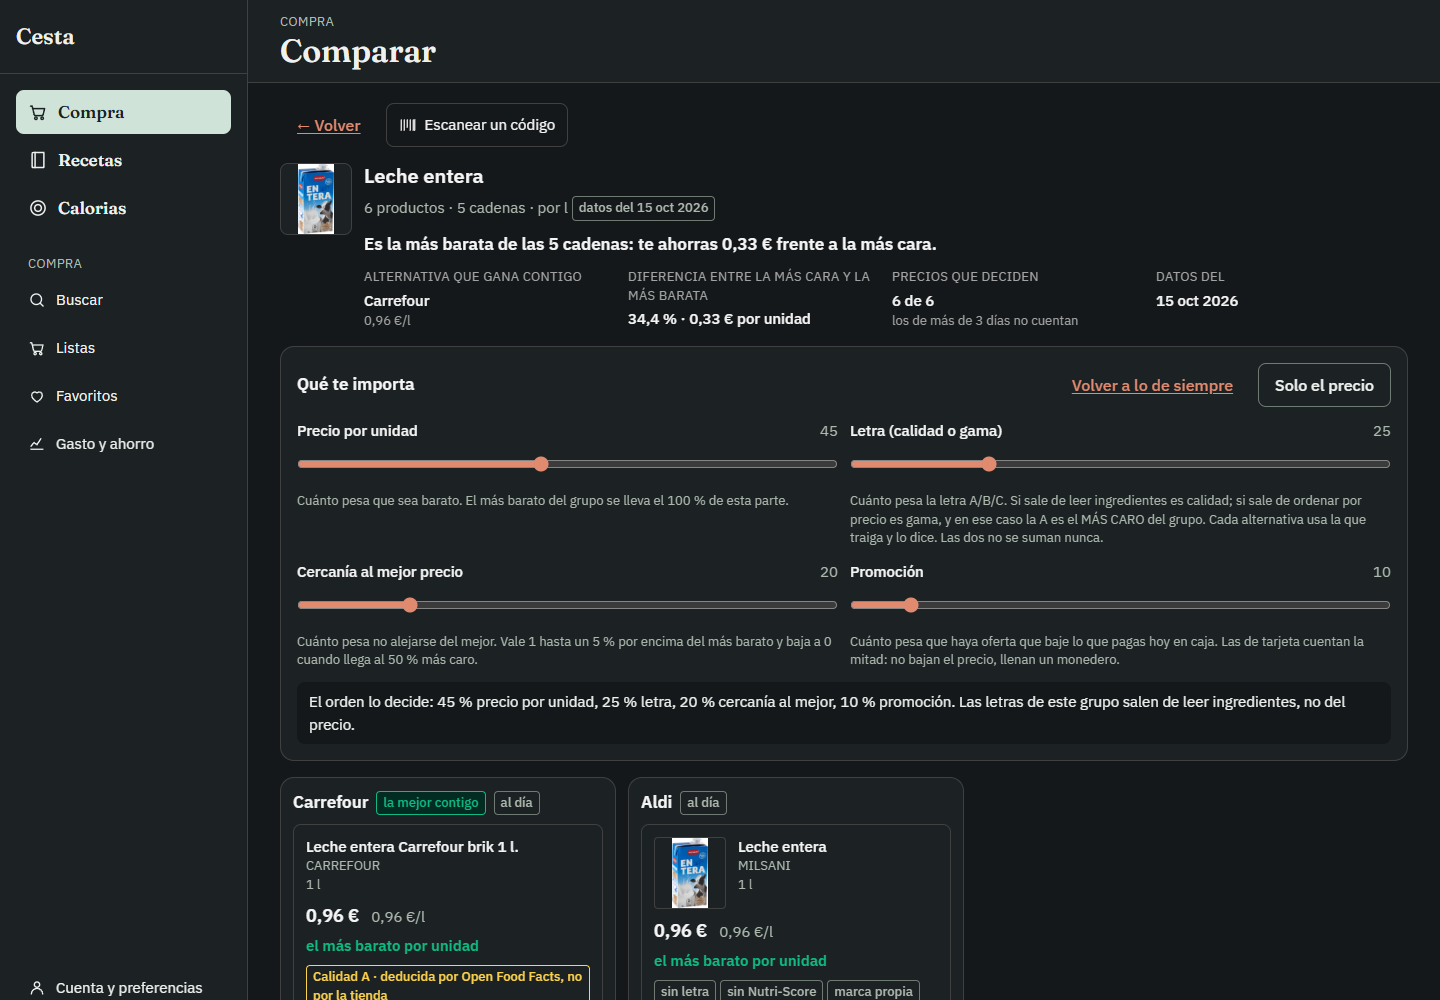 Cesta
Compra
Recetas
Calorias
COMPRA
Buscar
Listas
Favoritos
Gasto y ahorro
Cuenta y preferencias
COMPRA
Comparar
← Volver
Escanear un código
EN
TERA
Leche entera
6 productos · 5 cadenas · por l
datos del 15 oct 2026
Es la más barata de las 5 cadenas: te ahorras 0,33 € frente a la más cara.
ALTERNATIVA QUE GANA CONTIGO
Carrefour
0,96 €/l
DIFERENCIA ENTRE LA MÁS CARA Y LA
MÁS BARATA
34,4 % · 0,33 € por unidad
PRECIOS QUE DECIDEN
6 de 6
los de más de 3 días no cuentan
DATOS DEL
15 oct 2026
Qué te importa
Volver a lo de siempre
Solo el precio
Precio por unidad
45
Cuánto pesa que sea barato. El más barato del grupo se lleva el 100 % de esta parte.
Letra (calidad o gama)
25
Cuánto pesa la letra A/B/C. Si sale de leer ingredientes es calidad; si sale de ordenar por
precio es gama, y en ese caso la A es el MÁS CARO del grupo. Cada alternativa usa la que
traiga y lo dice. Las dos no se suman nunca.
Cercanía al mejor precio
20
Cuánto pesa no alejarse del mejor. Vale 1 hasta un 5 % por encima del más barato y baja a 0
cuando llega al 50 % más caro.
Promoción
10
Cuánto pesa que haya oferta que baje lo que pagas hoy en caja. Las de tarjeta cuentan la
mitad: no bajan el precio, llenan un monedero.
El orden lo decide: 45 % precio por unidad, 25 % letra, 20 % cercanía al mejor, 10 % promoción. Las letras de este grupo salen de leer ingredientes, no del
precio.
Carrefour
la mejor contigo
al día
Leche entera Carrefour brik 1 l.
CARREFOUR
1 l
0,96 €
0,96 €/l
el más barato por unidad
Calidad A · deducida por Open Food Facts, no
por la tienda
Aldi
al día
EN
TERA
Leche entera
MILSANI
1 l
0,96 €
0,96 €/l
el más barato por unidad
sin letra
sin Nutri-Score
marca propia